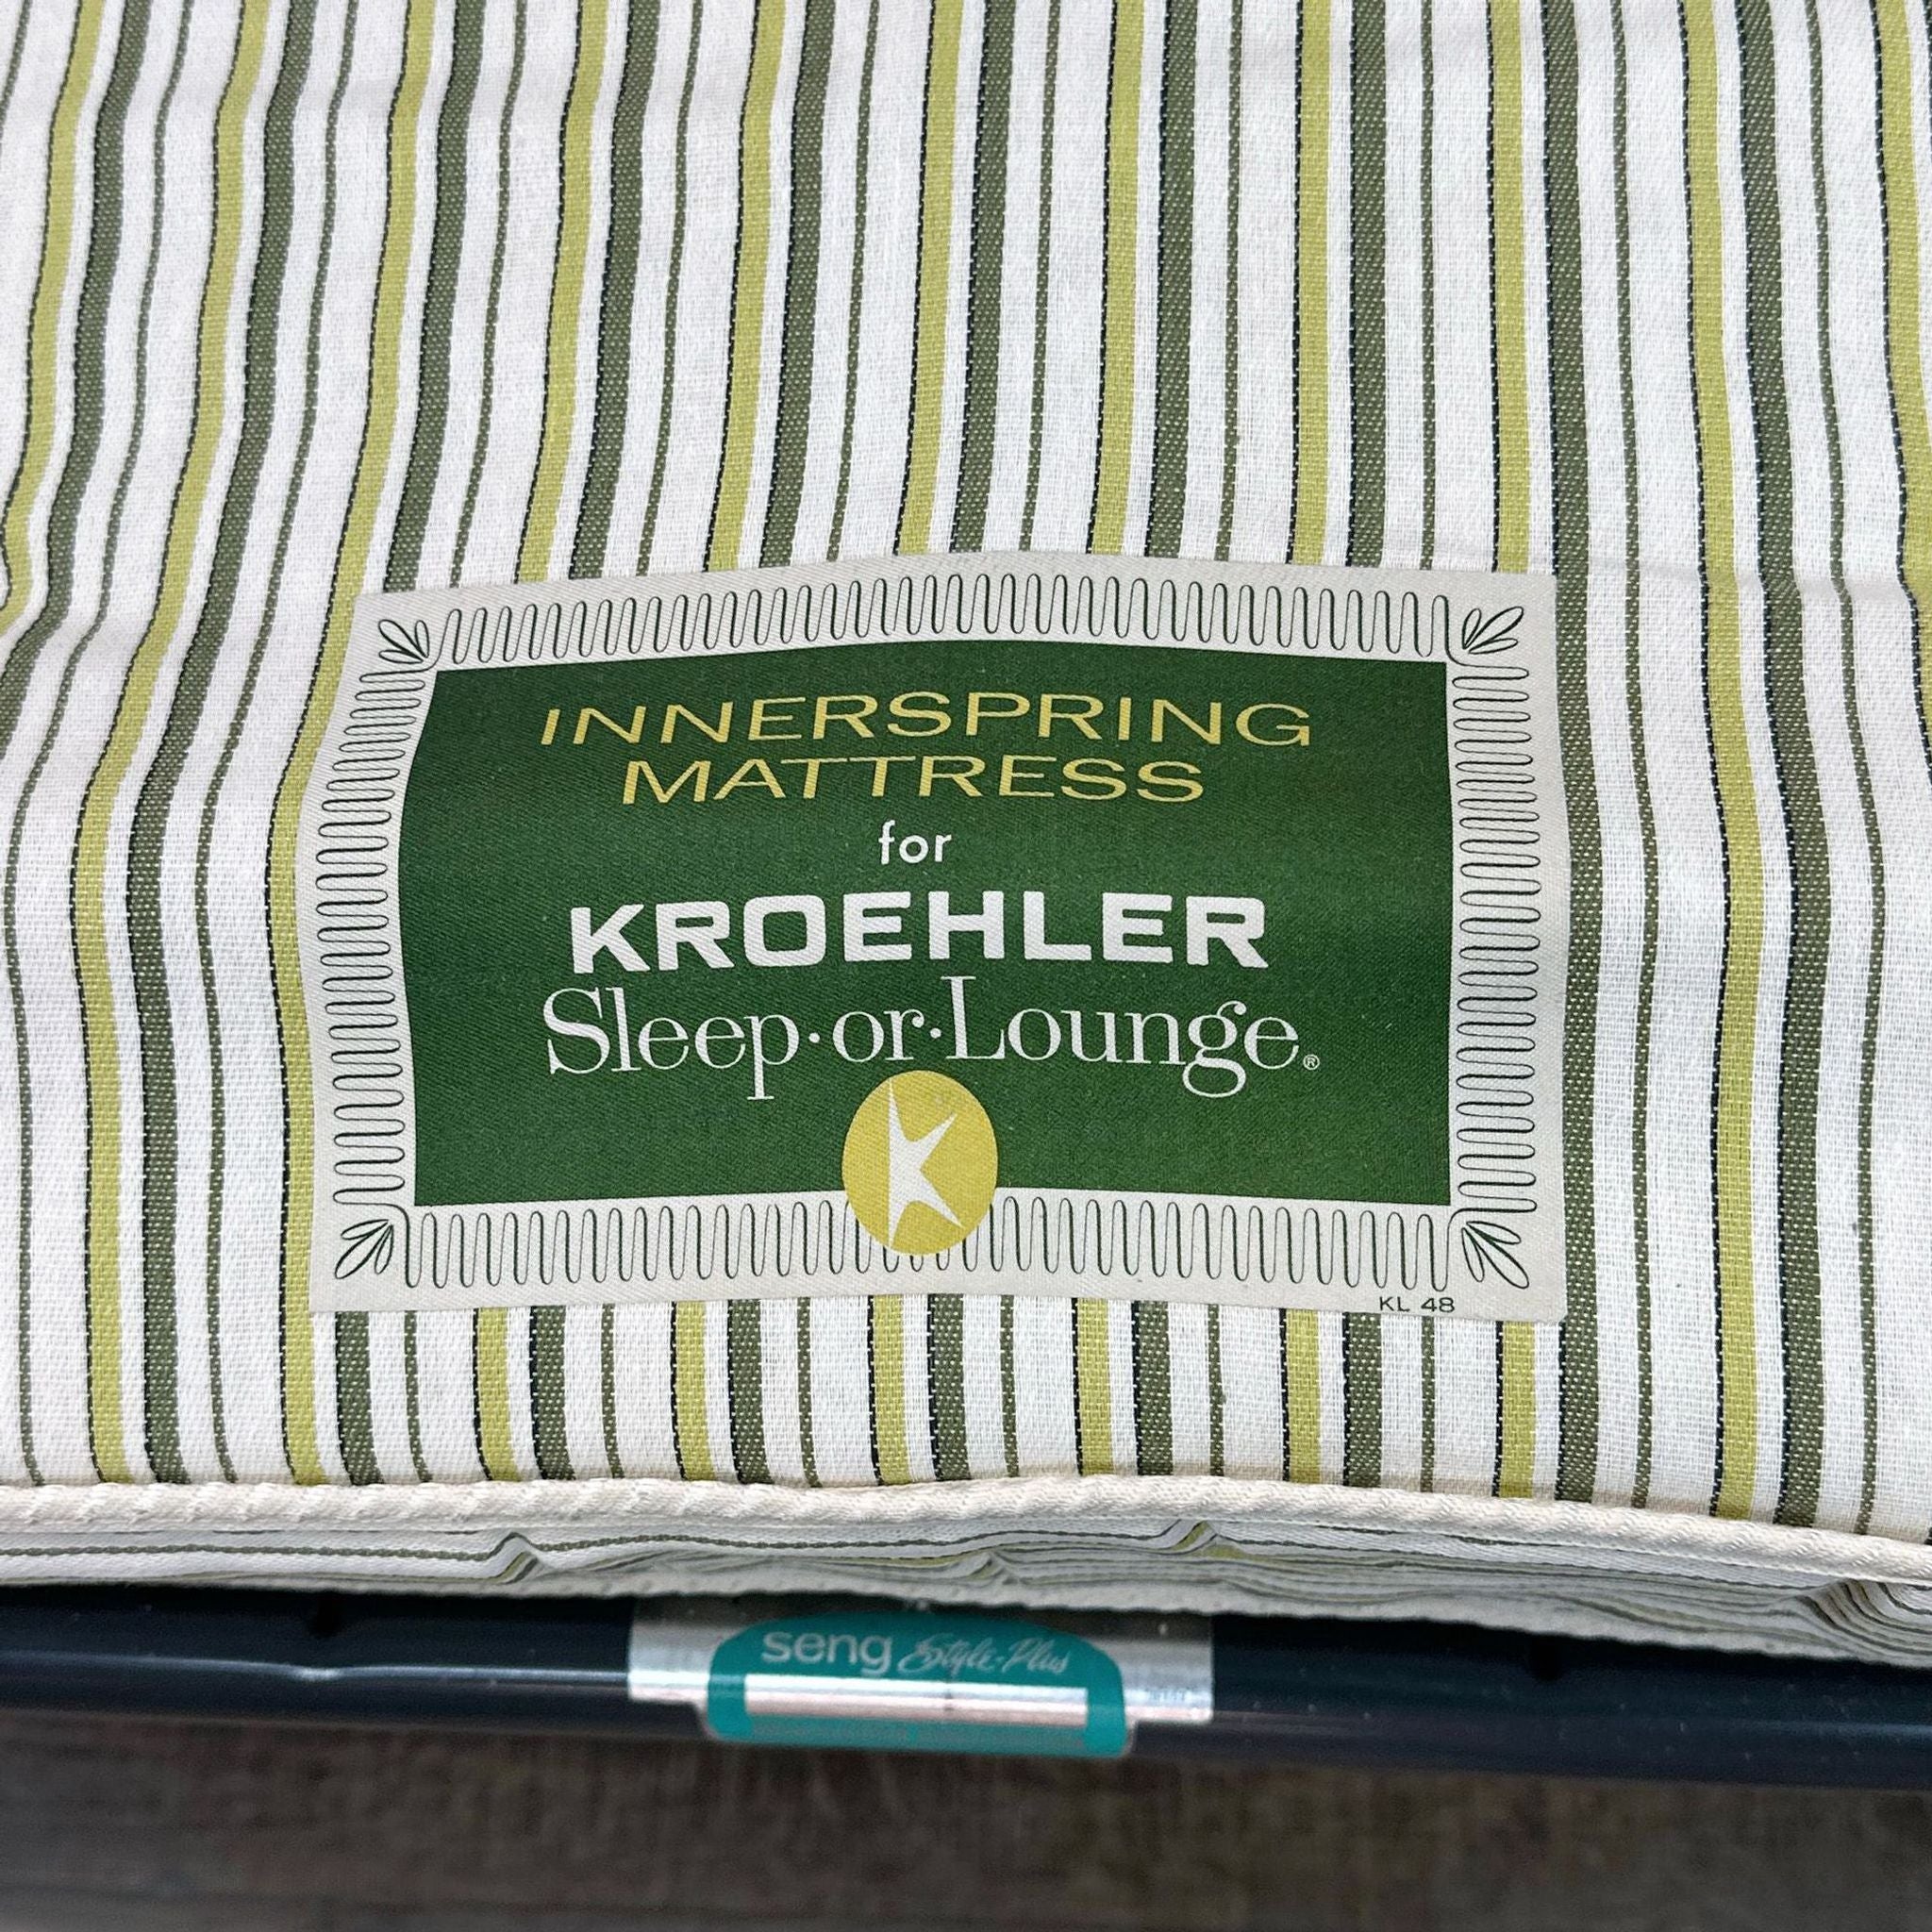 INNERSPRING
MATTRESS
for
KROEHLER
Sleep·or·Lounge®
K
KL 48
seng Style-Plus